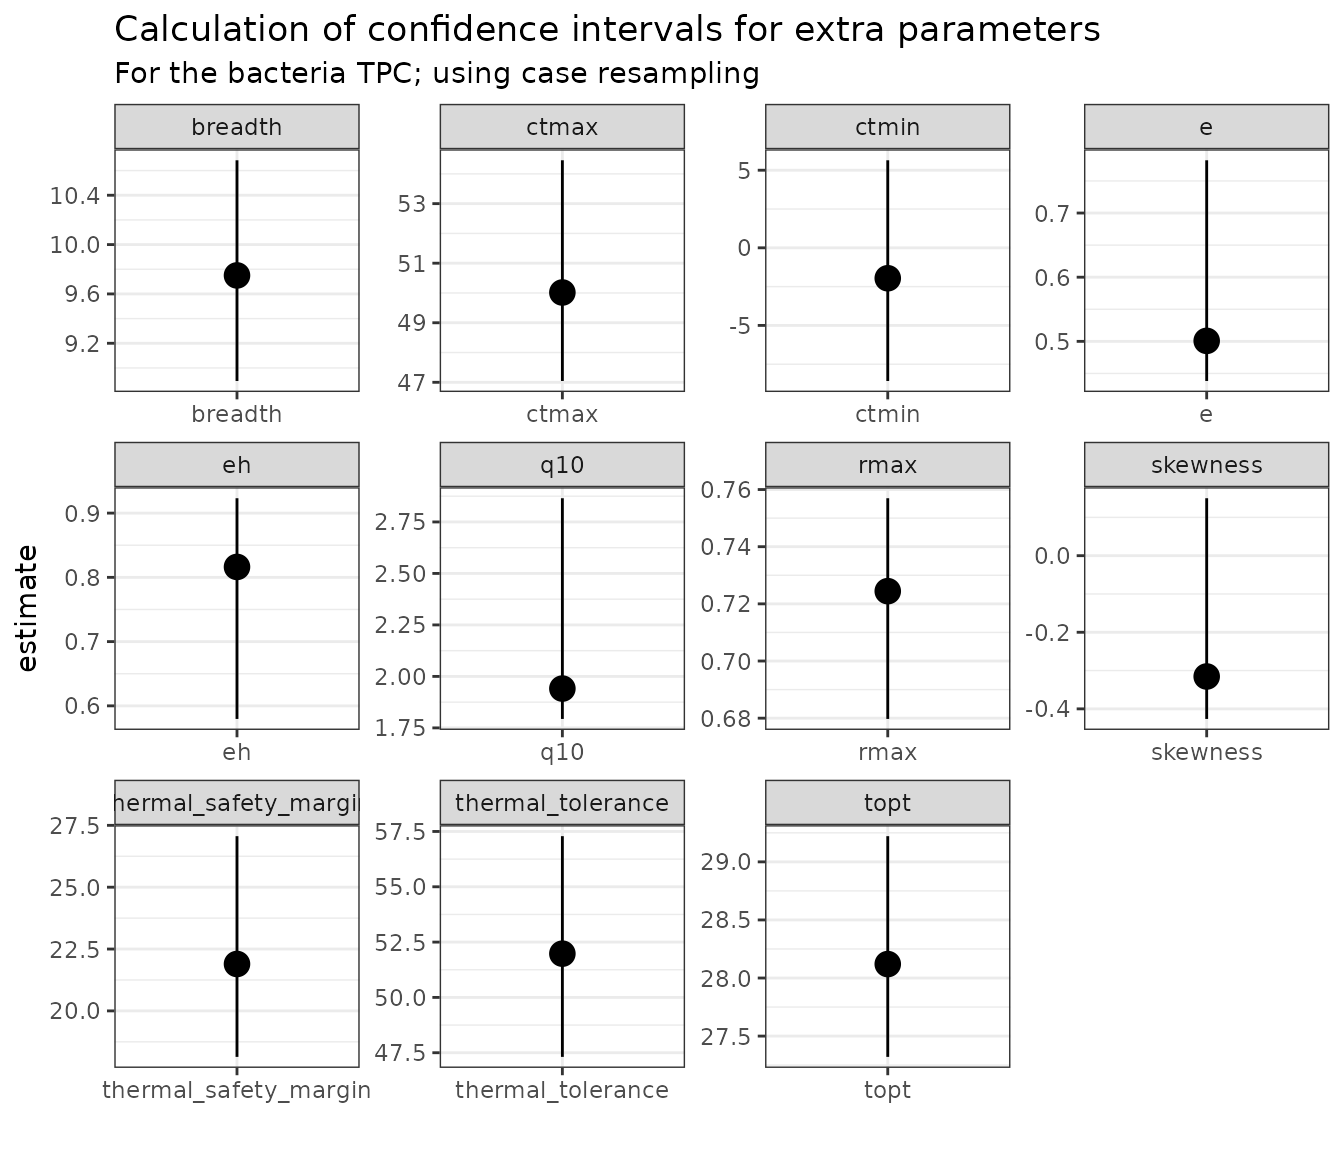 Calculation of confidence intervals for extra parameters
For the bacteria TPC; using case resampling
breadth
ctmax
ctmin
e
10.4
10.0
9.6
9.2
53
51
49
47
5
0
-5
0.7
0.6
0.5
breadth
ctmax
ctmin
e
estimate
eh
q10
rmax
skewness
0.9
0.8
0.7
0.6
2.75
2.50
2.25
2.00
1.75
0.76
0.74
0.72
0.70
0.68
0.0
-0.2
-0.4
eh
q10
rmax
skewness
hermal_safety_margi
thermal_tolerance
topt
27.5
25.0
22.5
20.0
57.5
55.0
52.5
50.0
47.5
29.0
28.5
28.0
27.5
thermal_safety_margin
thermal_tolerance
topt